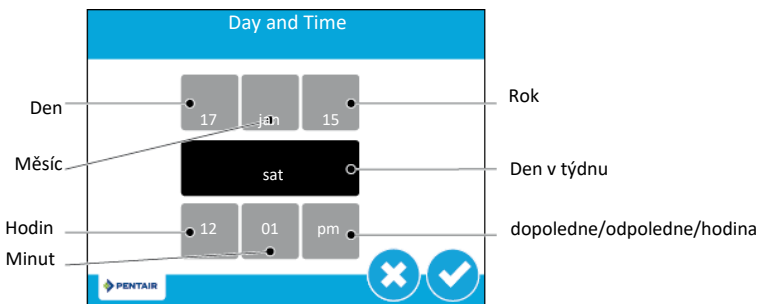 Day and Time
Den
17 jan 15
Rok
Měsíc
sat
Den v týdnu
Hodin
12 01 pm
dopoledne/odpoledne/hodina
Minut
PENTAIR